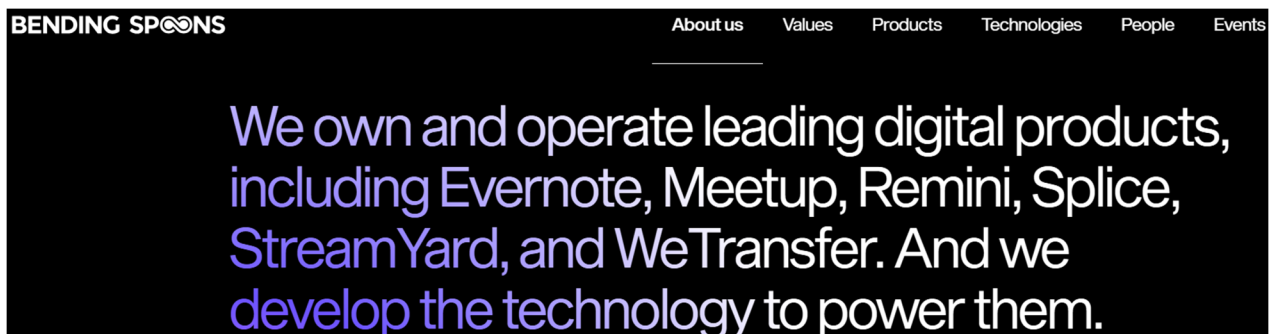 BENDING SPOONS
About us
Values
Products
Technologies
People
Events
We own and operate leading digital products,
including Evernote, Meetup, Remini, Splice,
StreamYard, and WeTransfer. And we
develop the technology to power them.